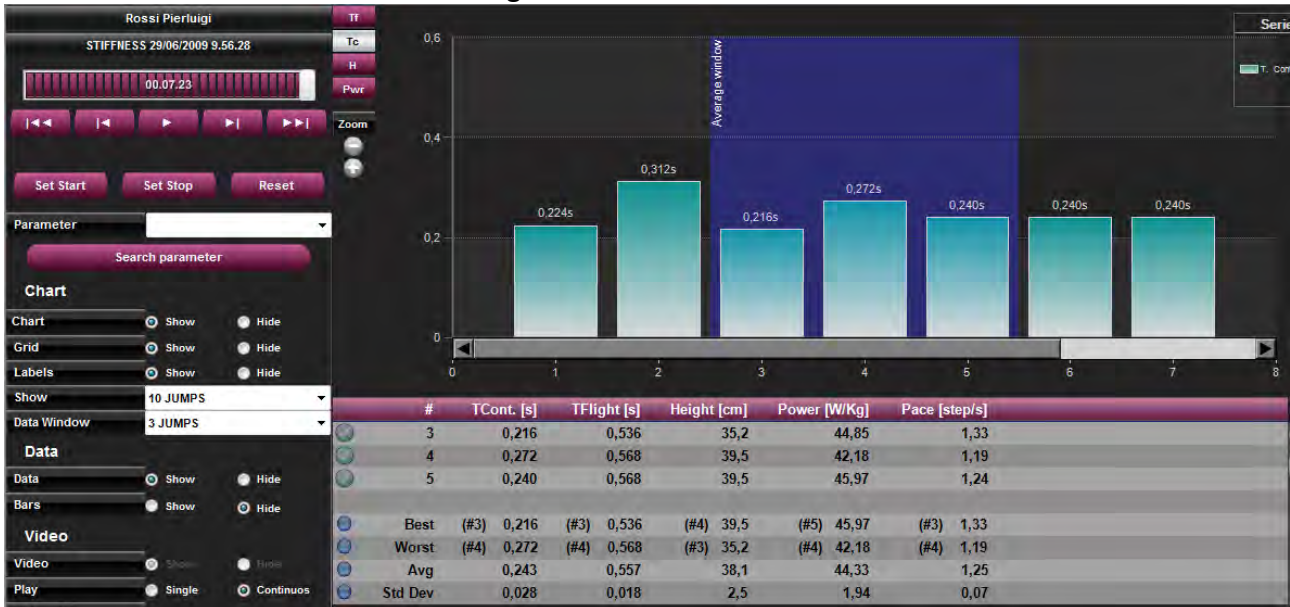 Rossi Pierluigi
STIFFNESS 29/06/2009 9.56.28
00.07.23
Set Start Set Stop Reset
Parameter
Search parameter
Chart
Chart Show Hide
Grid Show Hide
Labels Show Hide
Show 10 JUMPS
Data Window 3 JUMPS
Data
Data Show Hide
Bars Show Hide
Video
Video Show Hide
Play Single Continuos
Tf
Tc
H
Pwr
Zoom
Serie
T. Con
Average window
0,6
0,4
0,2
0
0,224s 0,312s 0,216s 0,272s 0,240s 0,240s 0,240s
0 1 2 3 4 5 6 7 8
# TCont. [s] TFlight [s] Height [cm] Power [W/Kg] Pace [step/s]
3 0,216 0,536 35,2 44,85 1,33
4 0,272 0,568 39,5 42,18 1,19
5 0,240 0,568 39,5 45,97 1,24
Best (#3) 0,216 (#3) 0,536 (#4) 39,5 (#5) 45,97 (#3) 1,33
Worst (#4) 0,272 (#4) 0,568 (#3) 35,2 (#4) 42,18 (#4) 1,19
Avg 0,243 0,557 38,1 44,33 1,25
Std Dev 0,028 0,018 2,5 1,94 0,07